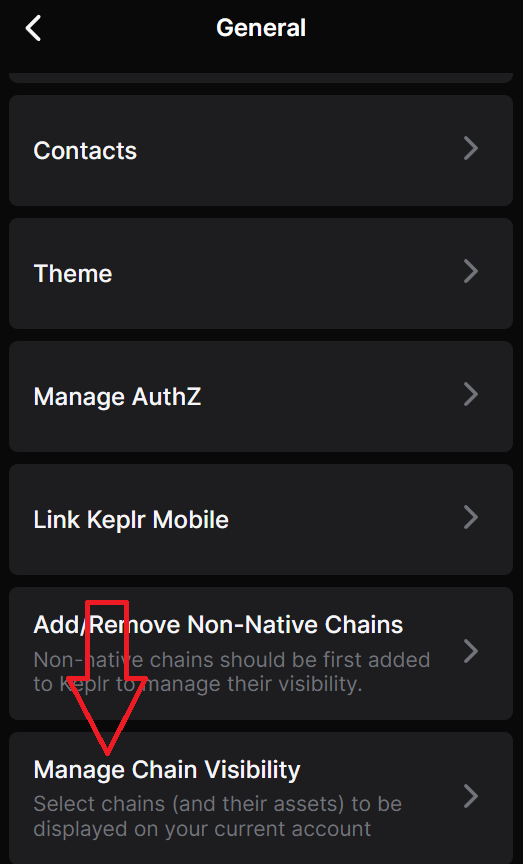 General
Contacts
Theme
Manage AuthZ
Link Keplr Mobile
Add/Remove Non-Native Chains
Non-native chains should be first added
to Keplr to manage their visibility.
Manage Chain Visibility
Select chains (and their assets) to be
displayed on your current account